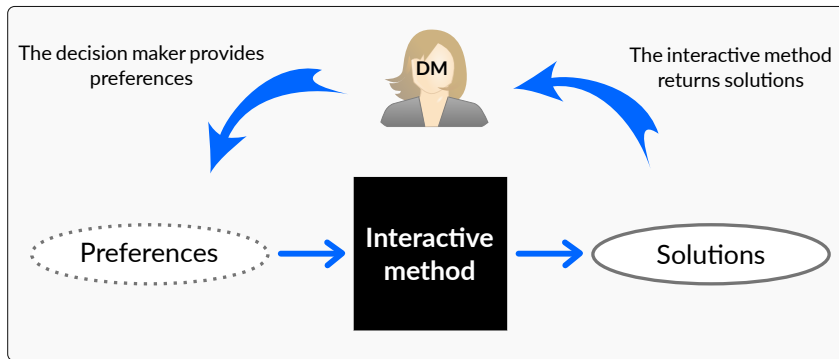 The decision maker provides
preferences
DM
The interactive method
returns solutions
Preferences
Interactive
method
Solutions